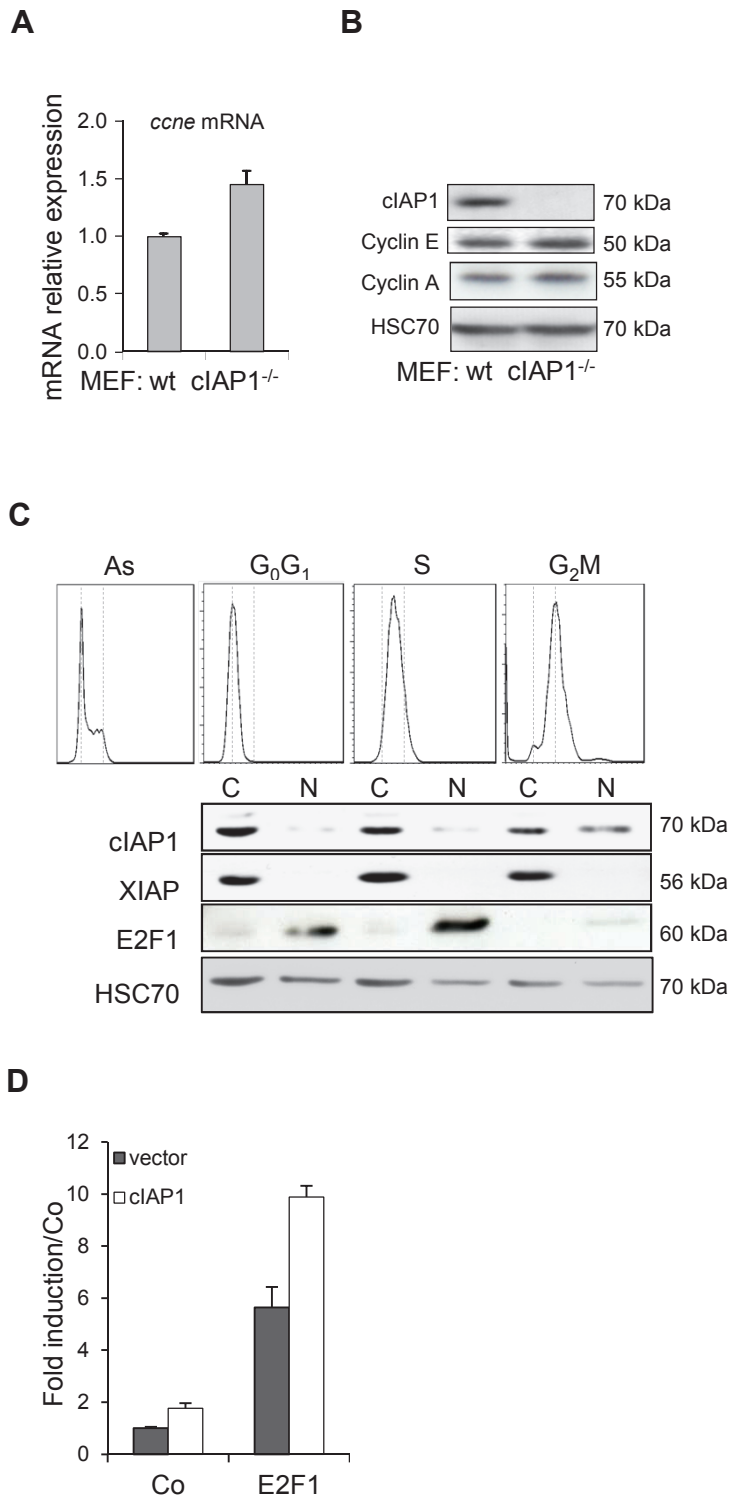 A
mRNA relative expression
ccne mRNA
2.0
1.5
1.0
0.5
0.0
MEF: wt cIAP1-/-
B
cIAP1 70 kDa
Cyclin E 50 kDa
Cyclin A 55 kDa
HSC70 70 kDa
MEF: wt cIAP1-/-
C
As G0G1 S G2M
C N C N C N
cIAP1 70 kDa
XIAP 56 kDa
E2F1 60 kDa
HSC70 70 kDa
D
Fold induction/Co
12
10
8
6
4
2
0
vector
cIAP1
Co E2F1